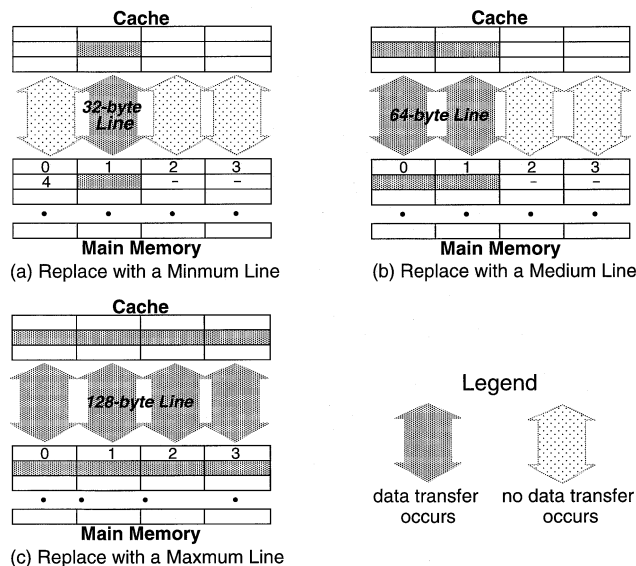 Cache
32-byte
Line
0 1 2 3
4 – –
Main Memory
(a) Replace with a Minmum Line
Cache
64-byte Line
0 1 2 3
– –
Main Memory
(b) Replace with a Medium Line
Cache
128-byte Line
0 1 2 3
Main Memory
(c) Replace with a Maxmum Line
Legend
data transfer
occurs
no data transfer
occurs